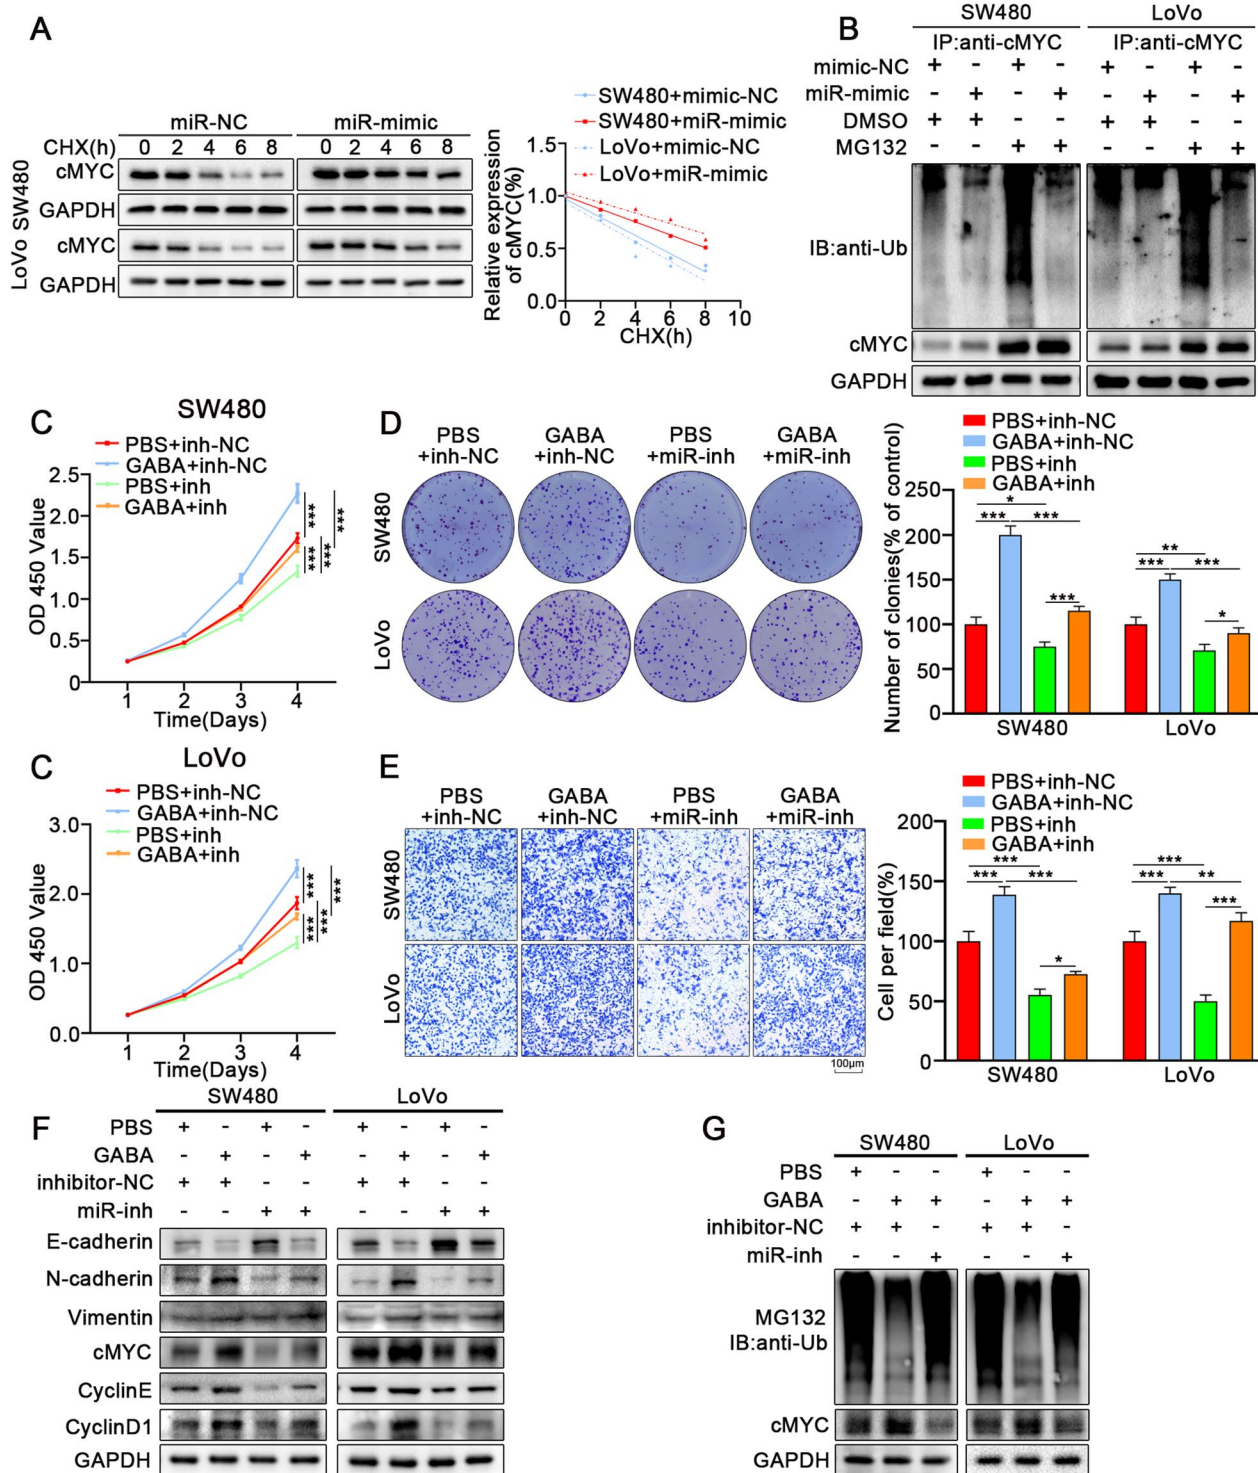 A
miR-NC miR-mimic
CHX(h) 0 2 4 6 8 0 2 4 6 8
SW480
cMYC
GAPDH
LoVo
cMYC
GAPDH
SW480+mimic-NC
SW480+miR-mimic
LoVo+mimic-NC
LoVo+miR-mimic
Relative expression
of cMYC(%)
1.5
1.0
0.5
0.0
0 2 4 6 8 10
CHX(h)
B
SW480 LoVo
IP:anti-cMYC IP:anti-cMYC
mimic-NC + - + - + - + -
miR-mimic - + - + - + - +
DMSO + + - - + + - -
MG132 - - + + - - + +
IB:anti-Ub
cMYC
GAPDH
C
SW480
PBS+inh-NC
GABA+inh-NC
PBS+inh
GABA+inh
OD 450 Value
2.5
2.0
1.5
1.0
0.5
0
1 2 3 4
Time(Days)
*** *** *** ***
D
PBS +inh-NC
GABA +inh-NC
PBS +miR-inh
GABA +miR-inh
SW480
LoVo
PBS+inh-NC
GABA+inh-NC
PBS+inh
GABA+inh
Number of clonies(% of control)
250
200
150
100
50
0
* *** *** ***
** *** *** *
SW480 LoVo
C
LoVo
PBS+inh-NC
GABA+inh-NC
PBS+inh
GABA+inh
OD 450 Value
3.0
2.0
1.0
0.0
1 2 3 4
Time(Days)
*** *** *** ***
E
PBS +inh-NC
GABA +inh-NC
PBS +miR-inh
GABA +miR-inh
SW480
LoVo
100μm
PBS+inh-NC
GABA+inh-NC
PBS+inh
GABA+inh
Cell per field(%)
200
150
100
50
0
*** *** *** *
*** *** ** ***
SW480 LoVo
F
SW480 LoVo
PBS + - + - + - + -
GABA - + - + - + - +
inhibitor-NC + + - - + + - -
miR-inh - - + + - - + +
E-cadherin
N-cadherin
Vimentin
cMYC
CyclinE
CyclinD1
GAPDH
G
SW480 LoVo
PBS + - - + - -
GABA - + + - + +
inhibitor-NC + + - + + -
miR-inh - - + - - +
MG132
IB:anti-Ub
cMYC
GAPDH